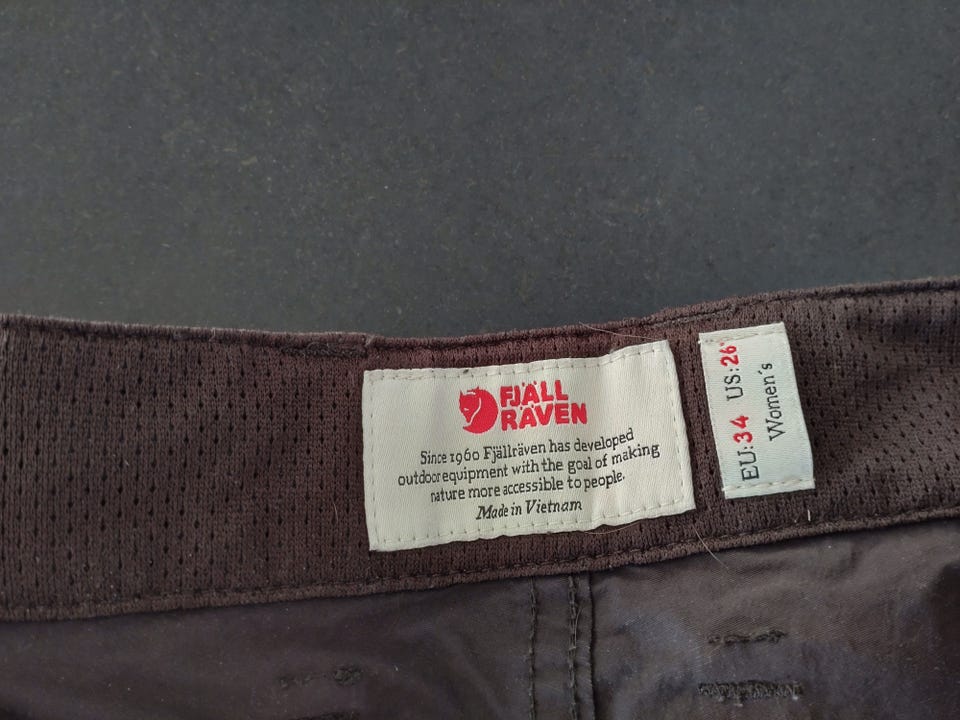 FJÄLL
RÄVEN
Since 1960 Fjällräven has developed
outdoor equipment with the goal of making
nature more accessible to people.
Made in Vietnam
EU:34 US:26"
Women´s